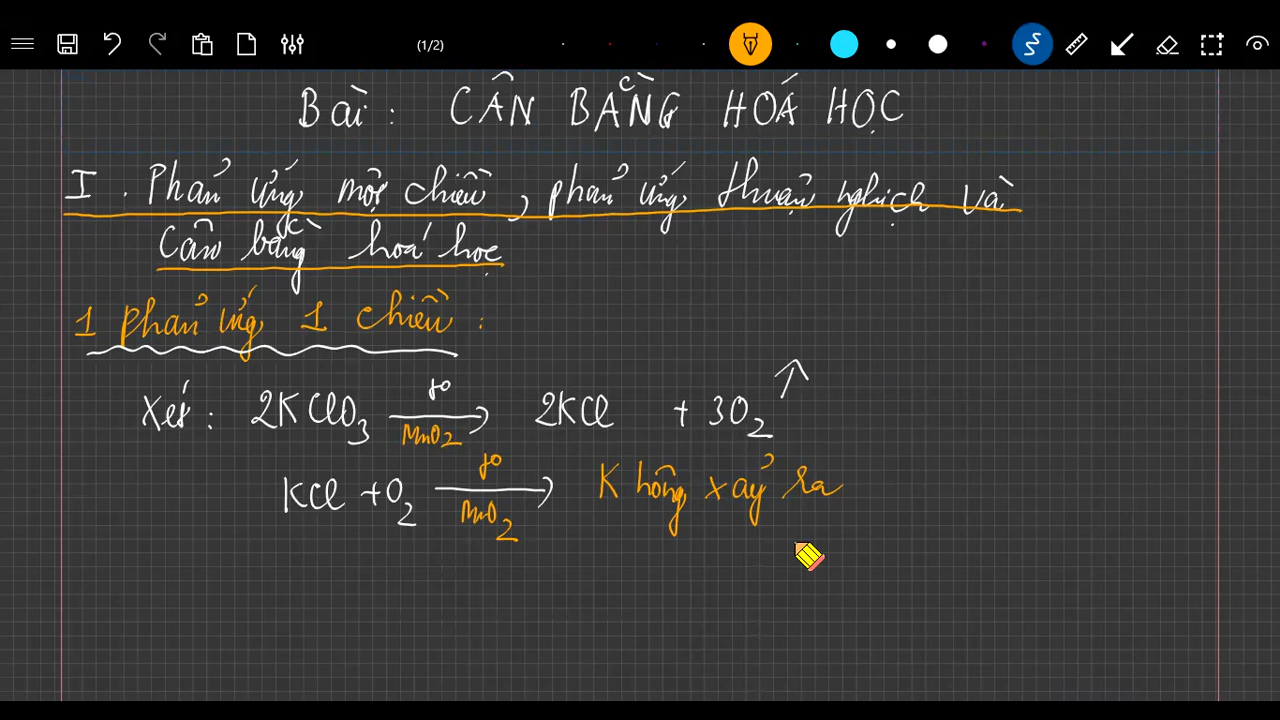 (1/2)
Bài: CÂN BẰNG HOÁ HỌC
I. Phản ứng một chiều, phản ứng thuận nghịch và
Cân bằng hoá học
1 phản ứng 1 chiều:
Xét: 2KClO3 t° MnO2 → 2KCl + 3O2 ↑
KCl + O2 t° MnO2 → Không xảy ra